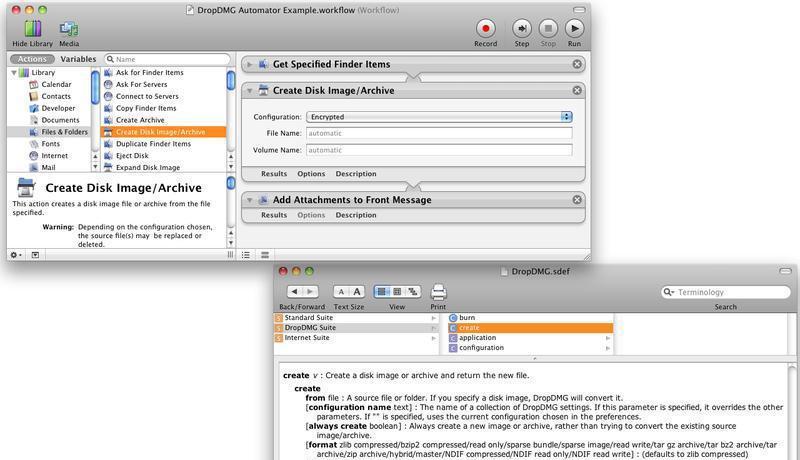 DropDMG Automator Example.workflow (Workflow)
Hide Library Media Record Step Stop Run
Actions Variables Name
Library
Calendar
Contacts
Developer
Documents
Files & Folders
Fonts
Internet
Mail
Ask for Finder Items
Ask For Servers
Connect to Servers
Copy Finder Items
Create Archive
Create Disk Image/Archive
Duplicate Finder Items
Eject Disk
Expand Disk Image
Create Disk Image/Archive
This action creates a disk image file or archive from the file
specified.
Warning: Depending on the configuration chosen,
the source file(s) may be replaced or
deleted.
Get Specified Finder Items
Create Disk Image/Archive
Configuration: Encrypted
File Name: automatic
Volume Name: automatic
Results Options Description
Add Attachments to Front Message
Results Options Description
DropDMG.sdef
A A Terminology
Back/Forward Text Size View Print Search
S Standard Suite
S DropDMG Suite
S Internet Suite
C burn
C create
C application
C configuration
create v : Create a disk image or archive and return the new file.
create
from file : A source file or folder. If you specify a disk image, DropDMG will convert it.
[configuration name text] : The name of a collection of DropDMG settings. If this parameter is specified, it overrides the other
parameters. If "" is specified, uses the current configuration chosen in the preferences.
[always create boolean] : Always create a new image or archive, rather than trying to convert the existing source
image/archive.
[format zlib compressed/bzip2 compressed/read only/sparse bundle/sparse image/read write/tar gz archive/tar bz2 archive/tar
archive/zip archive/hybrid/master/NDIF compressed/NDIF read only/NDIF read write] : (defaults to zlib compressed)